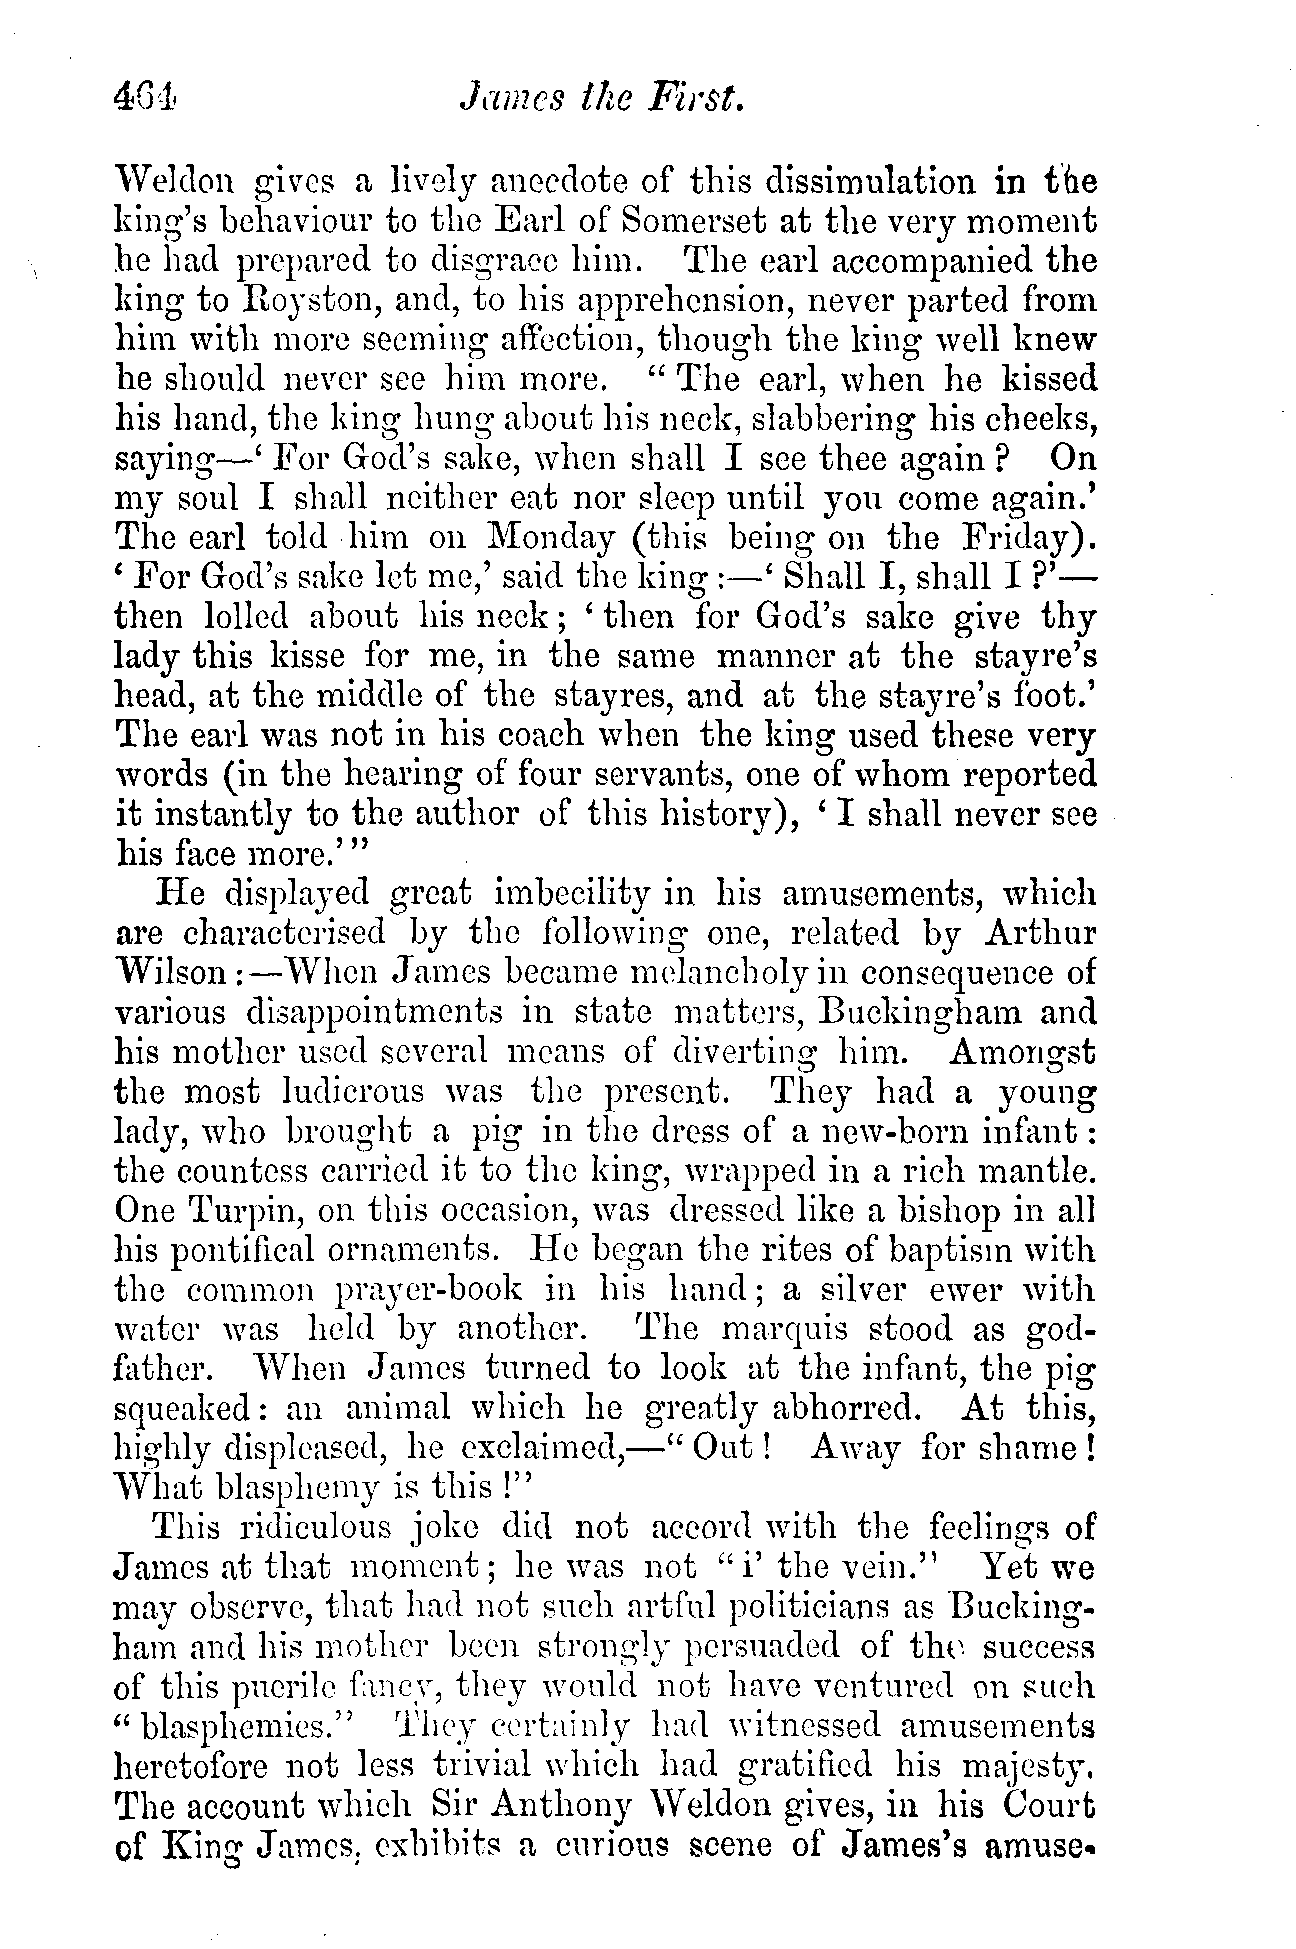 464 James the First.
Weldon gives a lively anecdote of this dissimulation in the
king's behaviour to the Earl of Somerset at the very moment
he had prepared to disgrace him. The earl accompanied the
king to Royston, and, to his apprehension, never parted from
him with more seeming affection, though the king well knew
he should never see him more. “ The earl, when he kissed
his hand, the king hung about his neck, slabbering his cheeks,
saying—‘ For God's sake, when shall I see thee again ? On
my soul I shall neither eat nor sleep until you come again.’
The earl told him on Monday (this being on the Friday).
‘ For God's sake let me,’ said the king :—‘ Shall I, shall I ?’—
then lolled about his neck ; ‘ then for God's sake give thy
lady this kisse for me, in the same manner at the stayre's
head, at the middle of the stayres, and at the stayre's foot.’
The earl was not in his coach when the king used these very
words (in the hearing of four servants, one of whom reported
it instantly to the author of this history), ‘ I shall never see
his face more.’ ”
He displayed great imbecility in his amusements, which
are characterised by the following one, related by Arthur
Wilson :—When James became melancholy in consequence of
various disappointments in state matters, Buckingham and
his mother used several means of diverting him. Amongst
the most ludicrous was the present. They had a young
lady, who brought a pig in the dress of a new-born infant :
the countess carried it to the king, wrapped in a rich mantle.
One Turpin, on this occasion, was dressed like a bishop in all
his pontifical ornaments. He began the rites of baptism with
the common prayer-book in his hand ; a silver ewer with
water was held by another. The marquis stood as god-
father. When James turned to look at the infant, the pig
squeaked : an animal which he greatly abhorred. At this,
highly displeased, he exclaimed,—“ Out ! Away for shame !
What blasphemy is this !”
This ridiculous joke did not accord with the feelings of
James at that moment ; he was not “ i' the vein.” Yet we
may observe, that had not such artful politicians as Bucking-
ham and his mother been strongly persuaded of the success
of this puerile fancy, they would not have ventured on such
“ blasphemies.” They certainly had witnessed amusements
heretofore not less trivial which had gratified his majesty.
The account which Sir Anthony Weldon gives, in his Court
of King James, exhibits a curious scene of James's amuse-